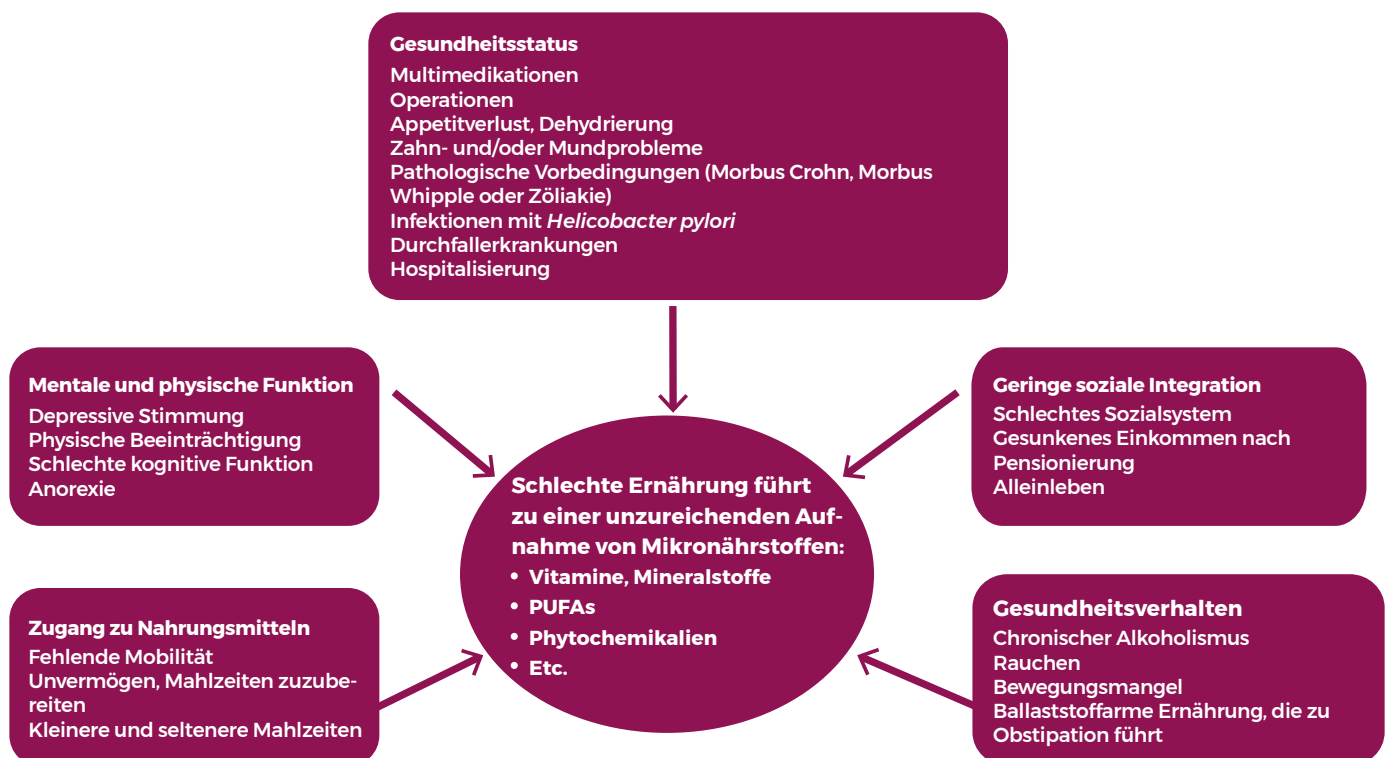 Gesundheitsstatus
Multimedikationen
Operationen
Appetitverlust, Dehydrierung
Zahn- und/oder Mundprobleme
Pathologische Vorbedingungen (Morbus Crohn, Morbus
Whipple oder Zöliakie)
Infektionen mit Helicobacter pylori
Durchfallerkrankungen
Hospitalisierung
Mentale und physische Funktion
Depressive Stimmung
Physische Beeinträchtigung
Schlechte kognitive Funktion
Anorexie
Geringe soziale Integration
Schlechtes Sozialsystem
Gesunkenes Einkommen nach
Pensionierung
Alleinleben
Schlechte Ernährung führt
zu einer unzureichenden Auf-
nahme von Mikronährstoffen:
• Vitamine, Mineralstoffe
• PUFAs
• Phytochemikalien
• Etc.
Zugang zu Nahrungsmitteln
Fehlende Mobilität
Unvermögen, Mahlzeiten zuzube-
reiten
Kleinere und seltenere Mahlzeiten
Gesundheitsverhalten
Chronischer Alkoholismus
Rauchen
Bewegungsmangel
Ballaststoffarme Ernährung, die zu
Obstipation führt